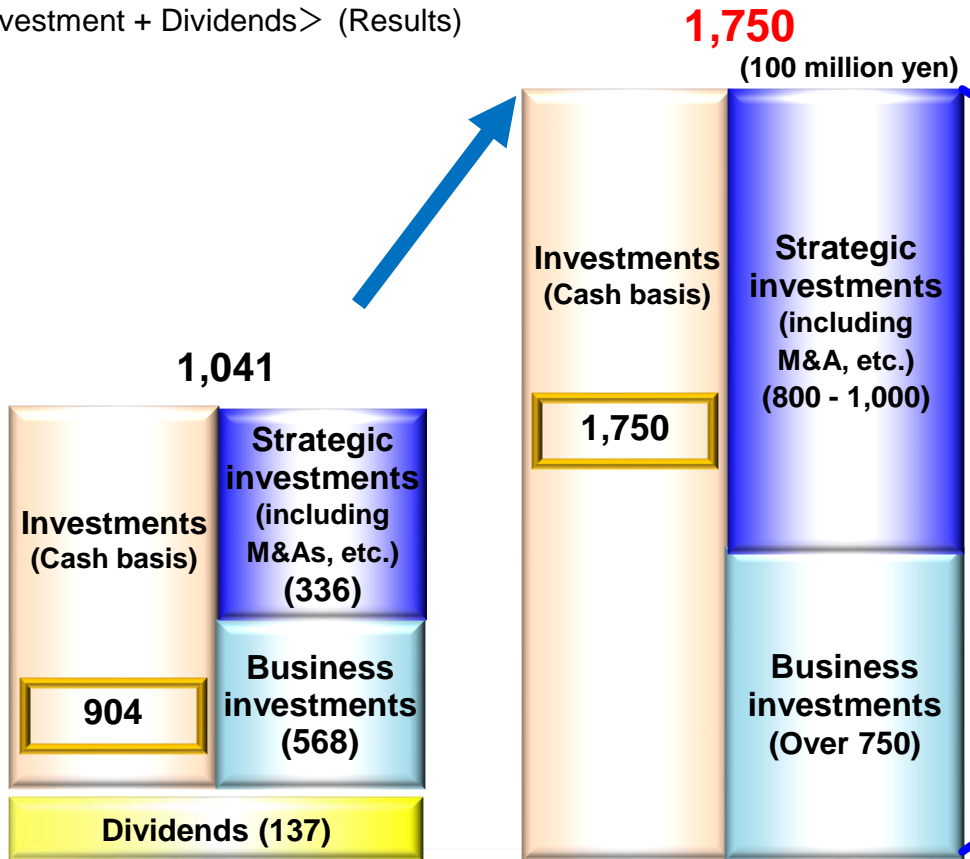 vestment + Dividends＞ (Results)
1,750
(100 million yen)
Investments
(Cash basis)
1,750
Strategic
investments
(including
M&A, etc.)
(800 - 1,000)
Business
investments
(Over 750)
1,041
Investments
(Cash basis)
904
Strategic
investments
(including
M&As, etc.)
(336)
Business
investments
(568)
Dividends (137)